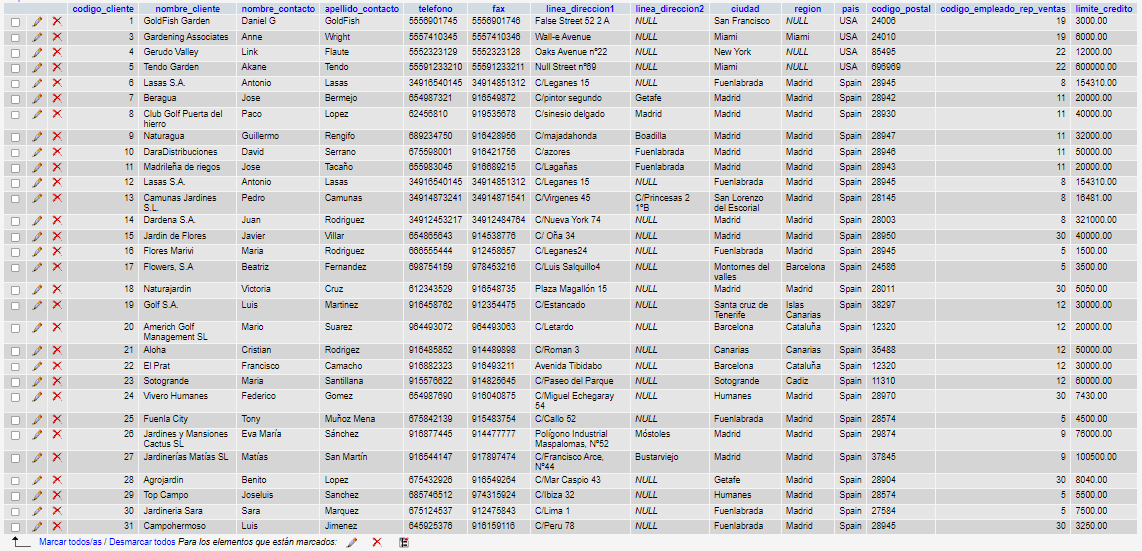 codigo_cliente nombre_cliente nombre_contacto apellido_contacto telefono fax linea_direccion1 linea_direccion2 ciudad region pais codigo_postal codigo_empleado_rep_ventas limite_credito
1 GoldFish Garden Daniel G GoldFish 5556901745 5556901746 False Street 52 2 A NULL San Francisco NULL USA 24006 19 3000.00
3 Gardening Associates Anne Wright 5557410345 5557410346 Wall-e Avenue NULL Miami Miami USA 24010 19 6000.00
4 Gerudo Valley Link Flaute 5552323129 5552323128 Oaks Avenue nº22 NULL New York NULL USA 85495 22 12000.00
5 Tendo Garden Akane Tendo 55591233210 55591233211 Null Street nº69 NULL Miami NULL USA 696969 22 600000.00
6 Lasas S.A. Antonio Lasas 34916540145 34914851312 C/Leganes 15 NULL Fuenlabrada Madrid Spain 28945 8 154310.00
7 Beragua Jose Bermejo 654987321 916549872 C/pintor segundo Getafe Madrid Madrid Spain 28942 11 20000.00
8 Club Golf Puerta del Paco Lopez 62456810 919535678 C/sinesio delgado Madrid Madrid Madrid Spain 28930 11 40000.00
hierro
9 Naturagua Guillermo Rengifo 689234750 916428956 C/majadahonda Boadilla Madrid Madrid Spain 28947 11 32000.00
10 DaraDistribuciones David Serrano 675598001 916421756 C/azores Fuenlabrada Madrid Madrid Spain 28946 11 50000.00
11 Madrileña de riegos Jose Tacaño 655983045 916689215 C/Lagañas Fuenlabrada Madrid Madrid Spain 28943 11 20000.00
12 Lasas S.A. Antonio Lasas 34916540145 34914851312 C/Leganes 15 NULL Fuenlabrada Madrid Spain 28945 8 154310.00
13 Camunas Jardines Pedro Camunas 34914873241 34914871541 C/Virgenes 45 C/Princesas 2 San Lorenzo Madrid Spain 28145 8 16481.00
S.L. 1ºB del Escorial
14 Dardena S.A. Juan Rodriguez 34912453217 34912484764 C/Nueva York 74 NULL Madrid Madrid Spain 28003 8 321000.00
15 Jardin de Flores Javier Villar 654865643 914538776 C/ Oña 34 NULL Madrid Madrid Spain 28950 30 40000.00
16 Flores Marivi Maria Rodriguez 666555444 912458657 C/Leganes24 NULL Fuenlabrada Madrid Spain 28945 5 1500.00
17 Flowers, S.A Beatriz Fernandez 698754159 978453216 C/Luis Salquillo4 NULL Montornes del Barcelona Spain 24586 5 3500.00
valles
18 Naturajardin Victoria Cruz 612343529 916548735 Plaza Magallón 15 NULL Madrid Madrid Spain 28011 30 5050.00
19 Golf S.A. Luis Martinez 916458762 912354475 C/Estancado NULL Santa cruz de Islas Spain 38297 12 30000.00
Tenerife Canarias
20 Americh Golf Mario Suarez 964493072 964493063 C/Letardo NULL Barcelona Cataluña Spain 12320 12 20000.00
Management SL
21 Aloha Cristian Rodrigez 916485852 914489898 C/Roman 3 NULL Canarias Canarias Spain 35488 12 50000.00
22 El Prat Francisco Camacho 916882323 916493211 Avenida Tibidabo NULL Barcelona Cataluña Spain 12320 12 30000.00
23 Sotogrande Maria Santillana 915576622 914825645 C/Paseo del Parque NULL Sotogrande Cadiz Spain 11310 12 60000.00
24 Vivero Humanes Federico Gomez 654987690 916040875 C/Miguel Echegaray NULL Humanes Madrid Spain 28970 30 7430.00
54
25 Fuenla City Tony Muñoz Mena 675842139 915483754 C/Callo 52 NULL Fuenlabrada Madrid Spain 28574 5 4500.00
26 Jardines y Mansiones Eva María Sánchez 916877445 914477777 Polígono Industrial Móstoles Madrid Madrid Spain 29874 9 76000.00
Cactus SL Maspalomas, Nº52
27 Jardinerías Matías SL Matías San Martín 916544147 917897474 C/Francisco Arce, Bustarviejo Madrid Madrid Spain 37845 9 100500.00
Nº44
28 Agrojardin Benito Lopez 675432926 916549264 C/Mar Caspio 43 NULL Getafe Madrid Spain 28904 30 8040.00
29 Top Campo Joseluis Sanchez 685746512 974315924 C/Ibiza 32 NULL Humanes Madrid Spain 28574 5 5500.00
30 Jardineria Sara Sara Marquez 675124537 912475843 C/Lima 1 NULL Fuenlabrada Madrid Spain 27584 5 7500.00
31 Campohermoso Luis Jimenez 645925376 916159116 C/Peru 78 NULL Fuenlabrada Madrid Spain 28945 30 3250.00
Marcar todos/as / Desmarcar todos Para los elementos que están marcados: